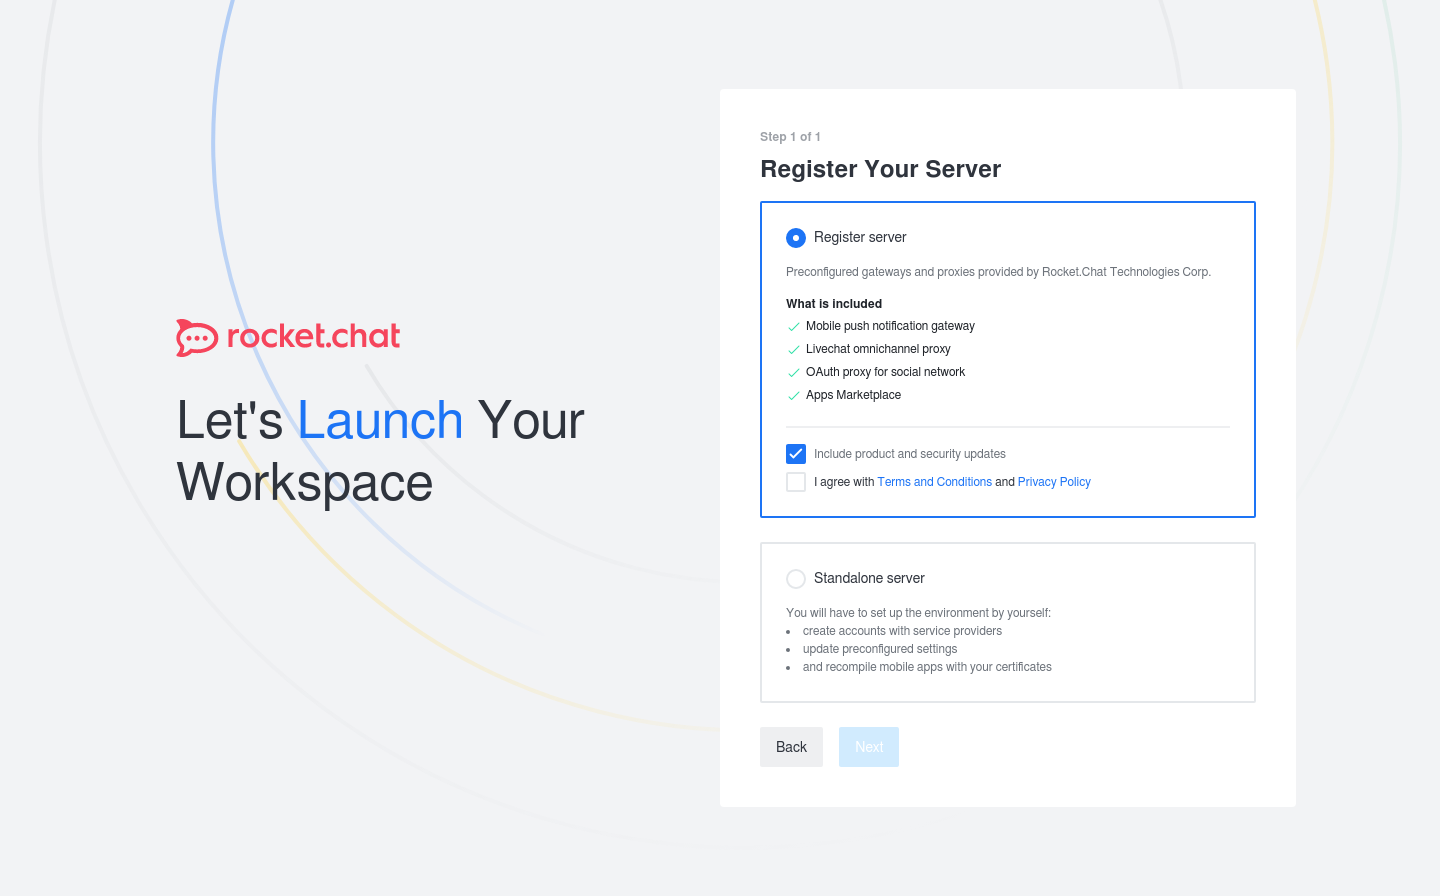 rocket.chat
Let's Launch Your
Workspace
Step 1 of 1
Register Your Server
Register server
Preconfigured gateways and proxies provided by Rocket.Chat Technologies Corp.
What is included
Mobile push notification gateway
Livechat omnichannel proxy
OAuth proxy for social network
Apps Marketplace
Include product and security updates
I agree with Terms and Conditions and Privacy Policy
Standalone server
You will have to set up the environment by yourself:
• create accounts with service providers
• update preconfigured settings
• and recompile mobile apps with your certificates
Back Next